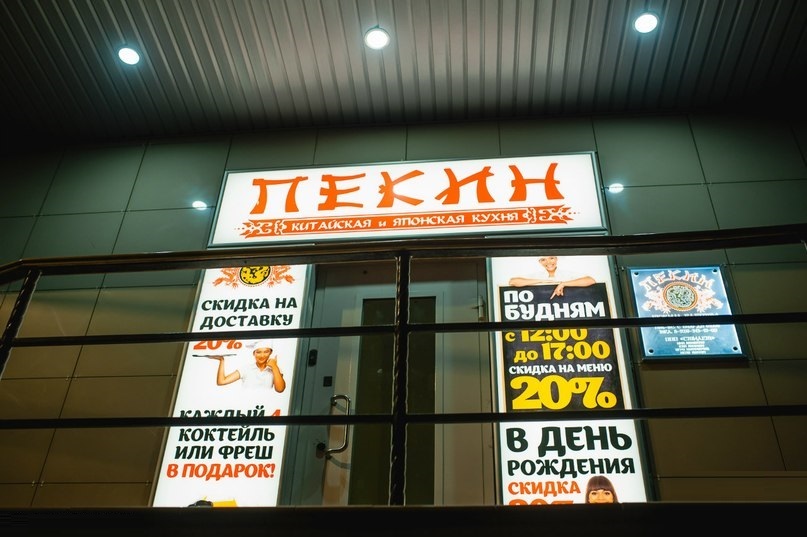 ПЕКИН
КИТАЙСКАЯ и ЯПОНСКАЯ КУХНЯ
СКИДКА НА
ДОСТАВКУ
20%
КАЖДЫЙ 4
КОКТЕЙЛЬ
ИЛИ ФРЕШ
В ПОДАРОК!
ПО
БУДНЯМ
с 12:00
до 17:00
СКИДКА НА МЕНЮ
20%
В ДЕНЬ
РОЖДЕНИЯ
СКИДКА
ПЕКИН